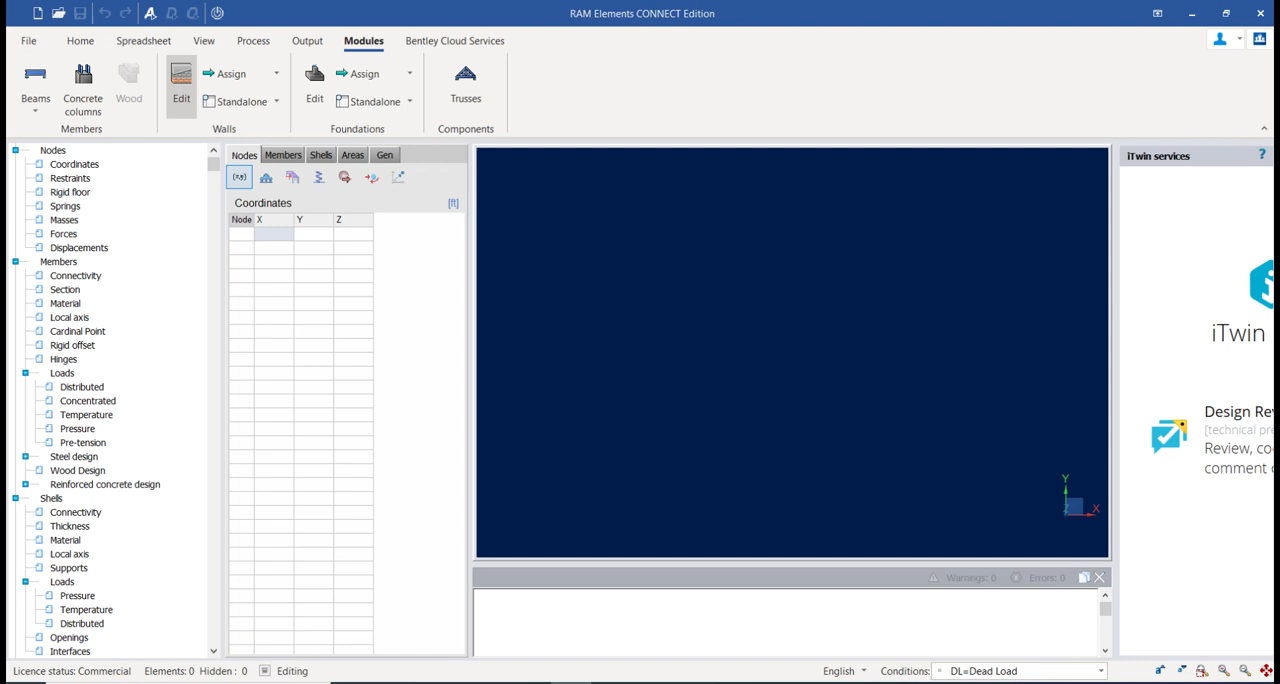 RAM Elements CONNECT Edition
File Home Spreadsheet View Process Output Modules Bentley Cloud Services
Beams
Concrete columns
Wood
Members
Edit
Assign
Standalone
Walls
Edit
Assign
Standalone
Foundations
Trusses
Components
Nodes
Coordinates
Restraints
Rigid floor
Springs
Masses
Forces
Displacements
Members
Connectivity
Section
Material
Local axis
Cardinal Point
Rigid offset
Hinges
Loads
Distributed
Concentrated
Temperature
Pressure
Pre-tension
Steel design
Wood Design
Reinforced concrete design
Shells
Connectivity
Thickness
Material
Local axis
Supports
Loads
Pressure
Temperature
Distributed
Openings
Interfaces
Nodes Members Shells Areas Gen
Coordinates [ft]
Node X Y Z
Y
X
Warnings: 0 Errors: 0
iTwin services ?
iTwin
Design Re
[technical pre
Review, co
comment o
Licence status: Commercial Elements: 0 Hidden : 0 Editing English Conditions: DL=Dead Load